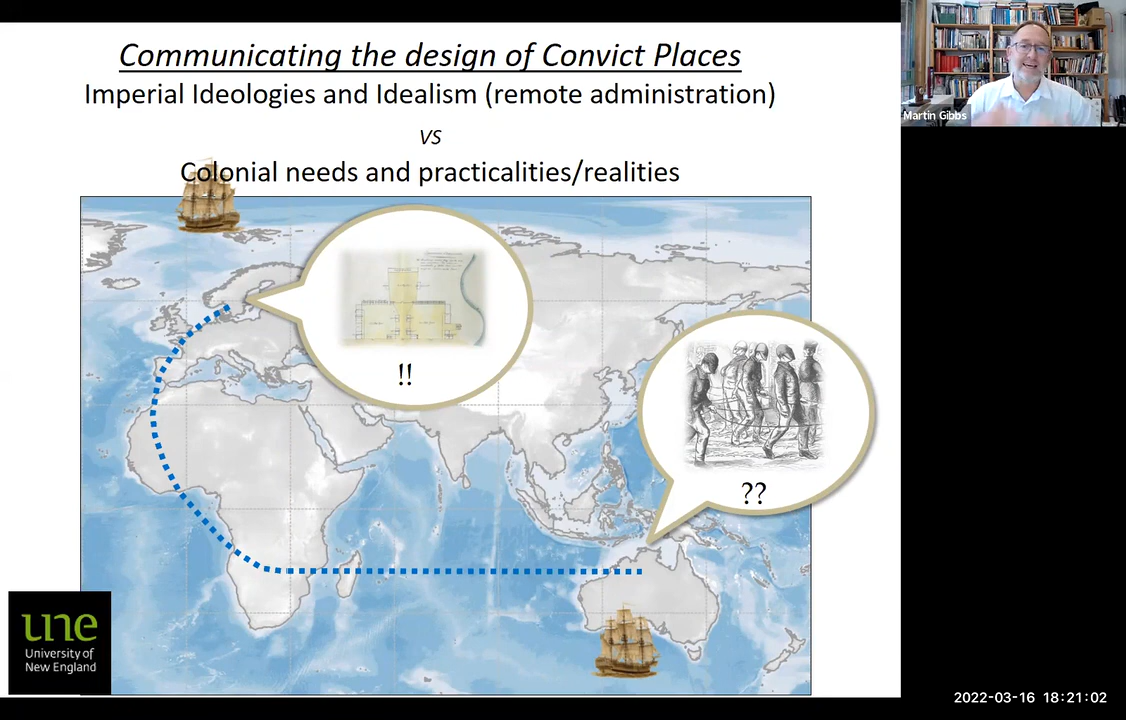 Communicating the design of Convict Places
Imperial Ideologies and Idealism (remote administration)
vs
Colonial needs and practicalities/realities
!!
??
une
University of
New England
Martin Gibbs
2022-03-16 18:21:02